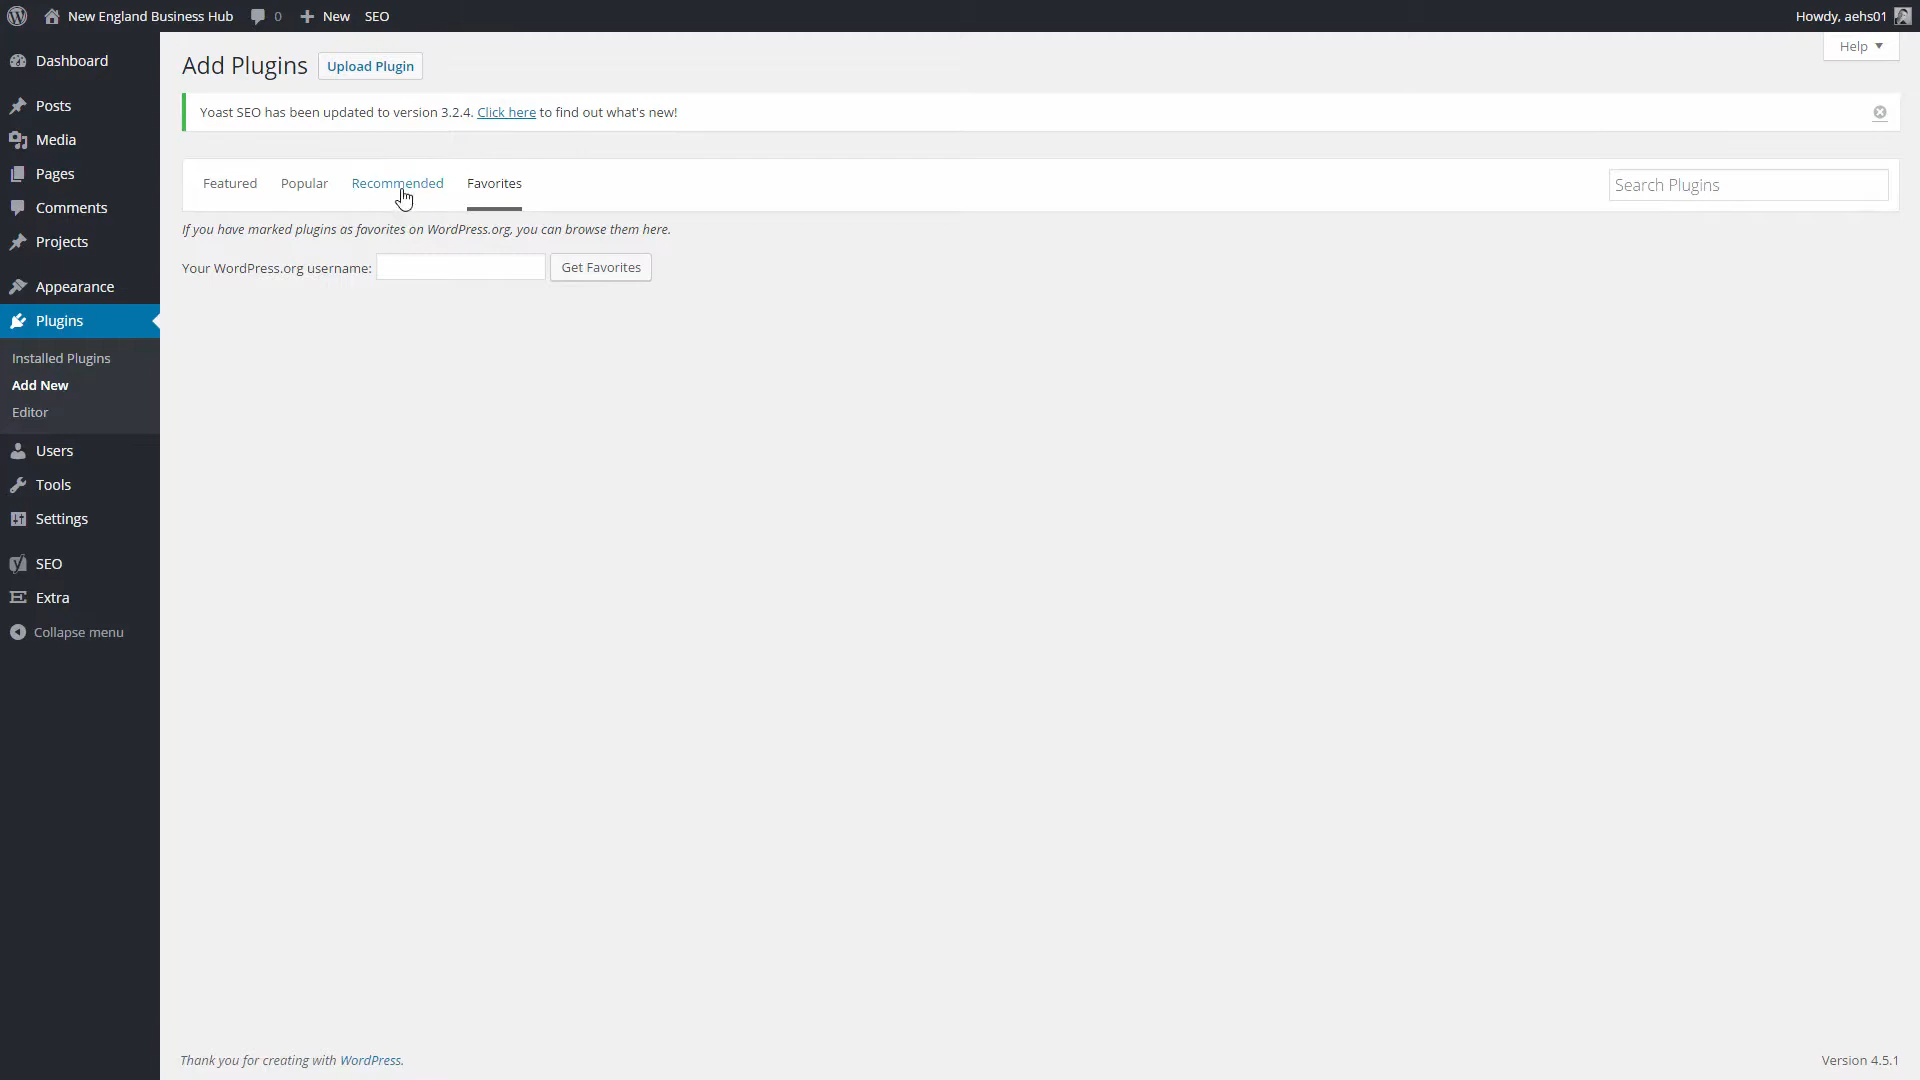 New England Business Hub 0 New SEO Howdy, aehs01
Help
Dashboard
Posts
Media
Pages
Comments
Projects
Appearance
Plugins
Installed Plugins
Add New
Editor
Users
Tools
Settings
SEO
Extra
Collapse menu
Add Plugins Upload Plugin
Yoast SEO has been updated to version 3.2.4. Click here to find out what's new!
Featured Popular Recommended Favorites Search Plugins
If you have marked plugins as favorites on WordPress.org, you can browse them here.
Your WordPress.org username: Get Favorites
Thank you for creating with WordPress. Version 4.5.1